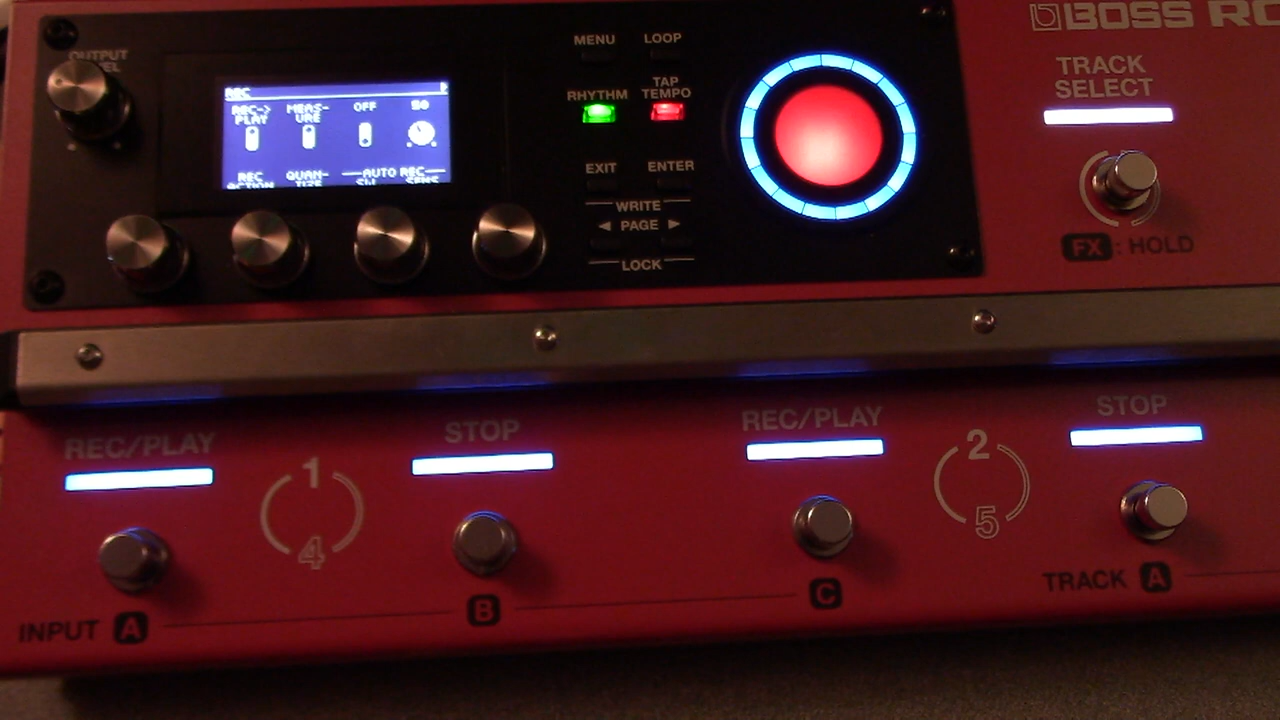 OUTPUT
LEVEL
REC
REC->
PLAY
MEAS-
URE
OFF
50
REC
ACTION
QUAN-
TIZE
AUTO REC
SW
SENS
MENU
LOOP
RHYTHM
TAP
TEMPO
EXIT
ENTER
WRITE
◄ PAGE ►
LOCK
BOSS RC
TRACK
SELECT
FX : HOLD
REC/PLAY
1
4
STOP
REC/PLAY
2
5
STOP
INPUT A
B
C
TRACK A